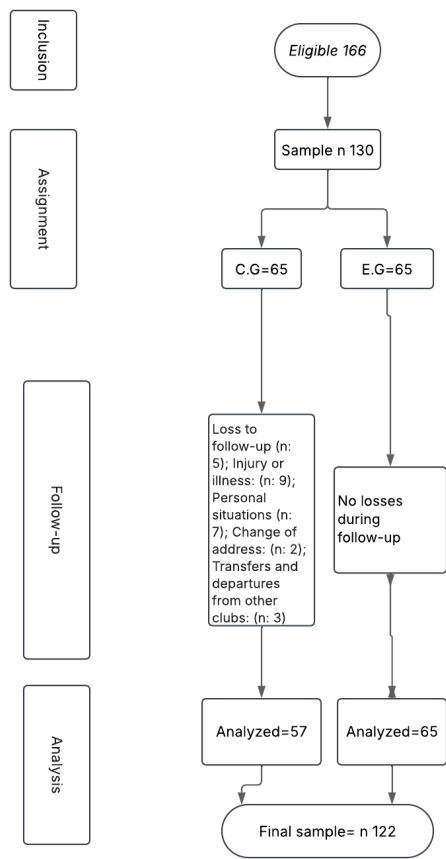 Inclusion
Eligible 166
Sample n 130
Assignment
C.G=65
E.G=65
Follow-up
Loss to
follow-up (n:
5); Injury or
illness: (n: 9);
Personal
situations (n:
7); Change of
address: (n: 2);
Transfers and
departures
from other
clubs: (n: 3)
No losses
during
follow-up
Analysis
Analyzed=57
Analyzed=65
Final sample= n 122